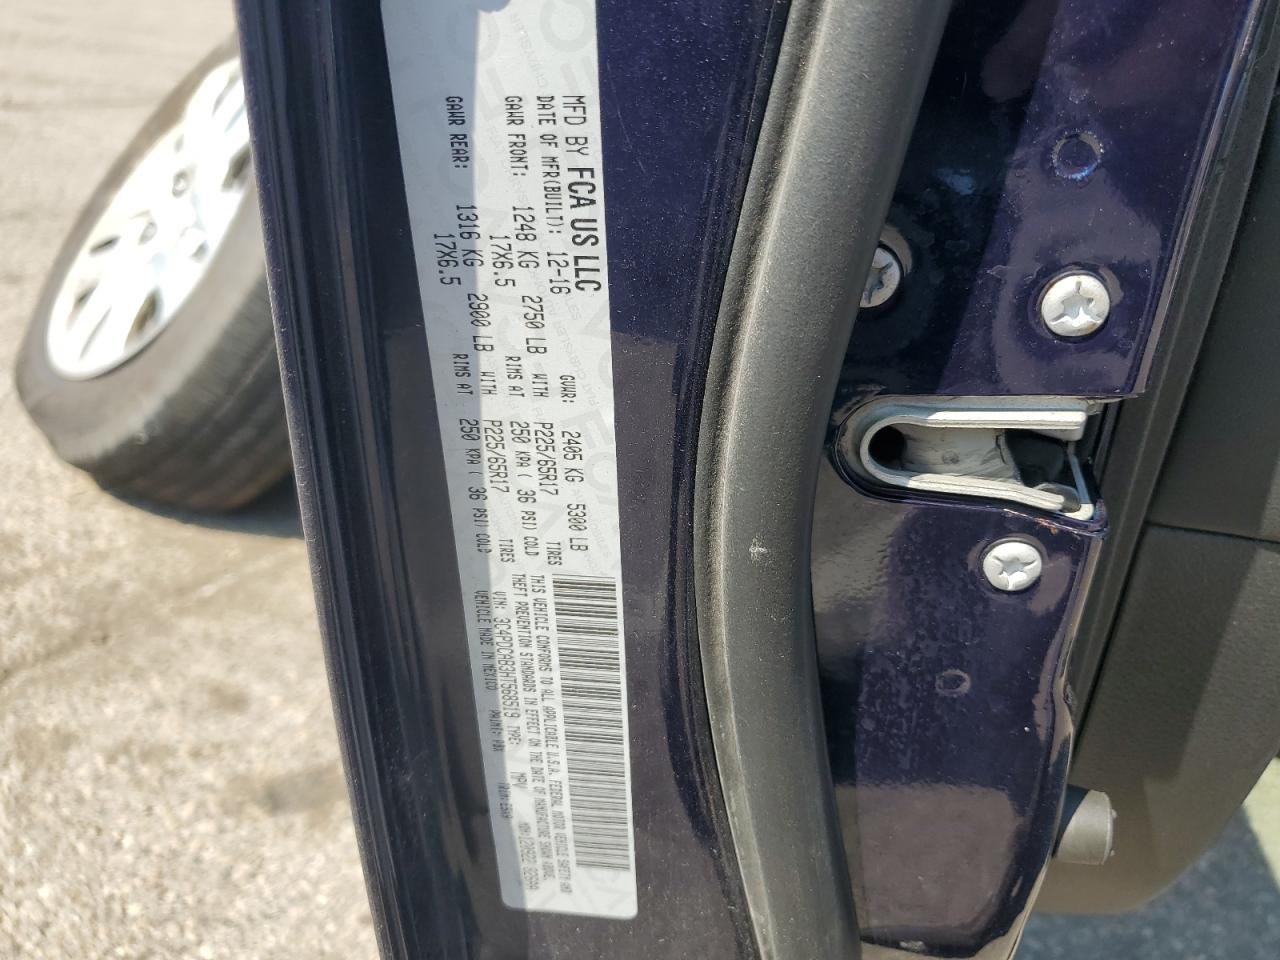 MFD BY FCA US LLC
DATE OF MFR(BUILT): 12-16 GVWR: 2405 KG 5300 LB
GAWR FRONT: 1248 KG 2750 LB WITH P225/65R17 TIRES
17X6.5 RIMS AT 250 KPA ( 36 PSI) COLD
GAWR REAR: 1316 KG 2900 LB WITH P225/65R17 TIRES
17X6.5 RIMS AT 250 KPA ( 36 PSI) COLD
THIS VEHICLE CONFORMS TO ALL APPLICABLE U.S.A. FEDERAL MOTOR VEHICLE SAFETY AND
THEFT PREVENTION STANDARDS IN EFFECT ON THE DATE OF MANUFACTURE SHOWN ABOVE.
VIN: 3C4PDCAB3HT568519 TYPE: MPV
VEHICLE MADE IN MEXICO PAINT: PBX